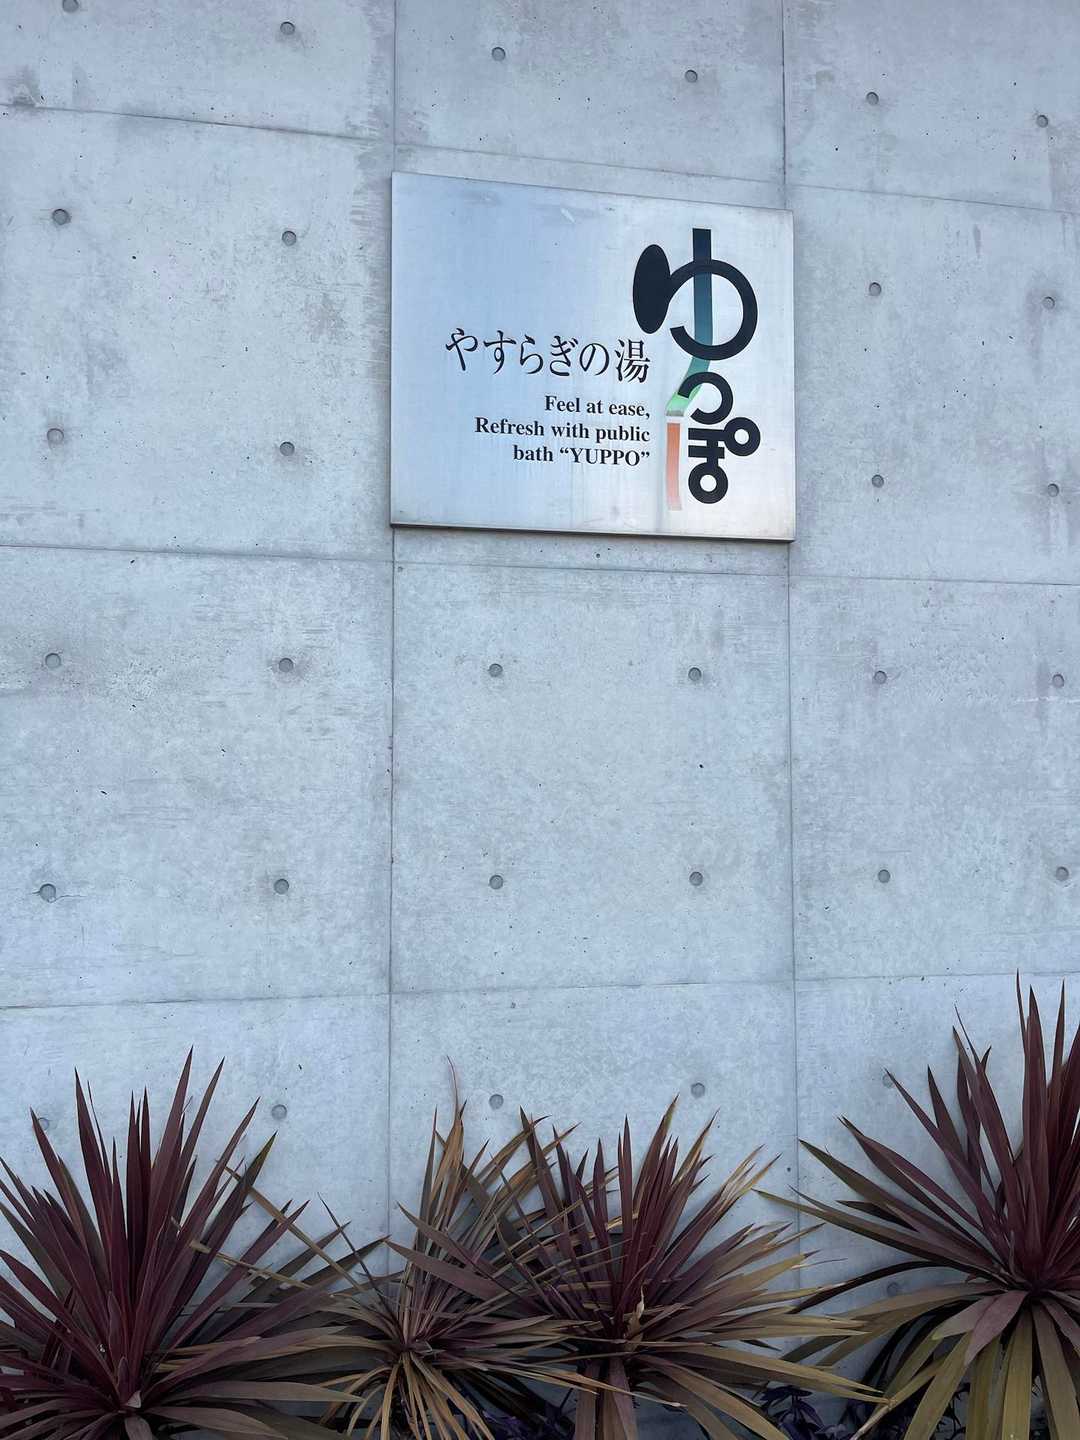 やすらぎの湯
Feel at ease,
Refresh with public
bath “YUPPO”
ゆっぽ